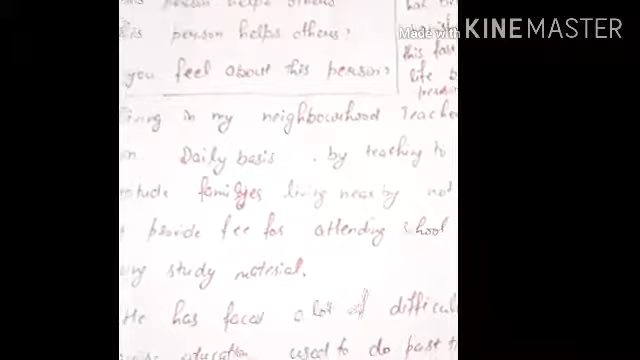 person helps others
person helps others?
you feel about this person?
in my neighbourhood Teache
Daily basis . by teaching to
families living nearby not
provide fee for attending school
study material.
He has faced a lot of difficul
used to do part t
this
life
Made with KINEMASTER